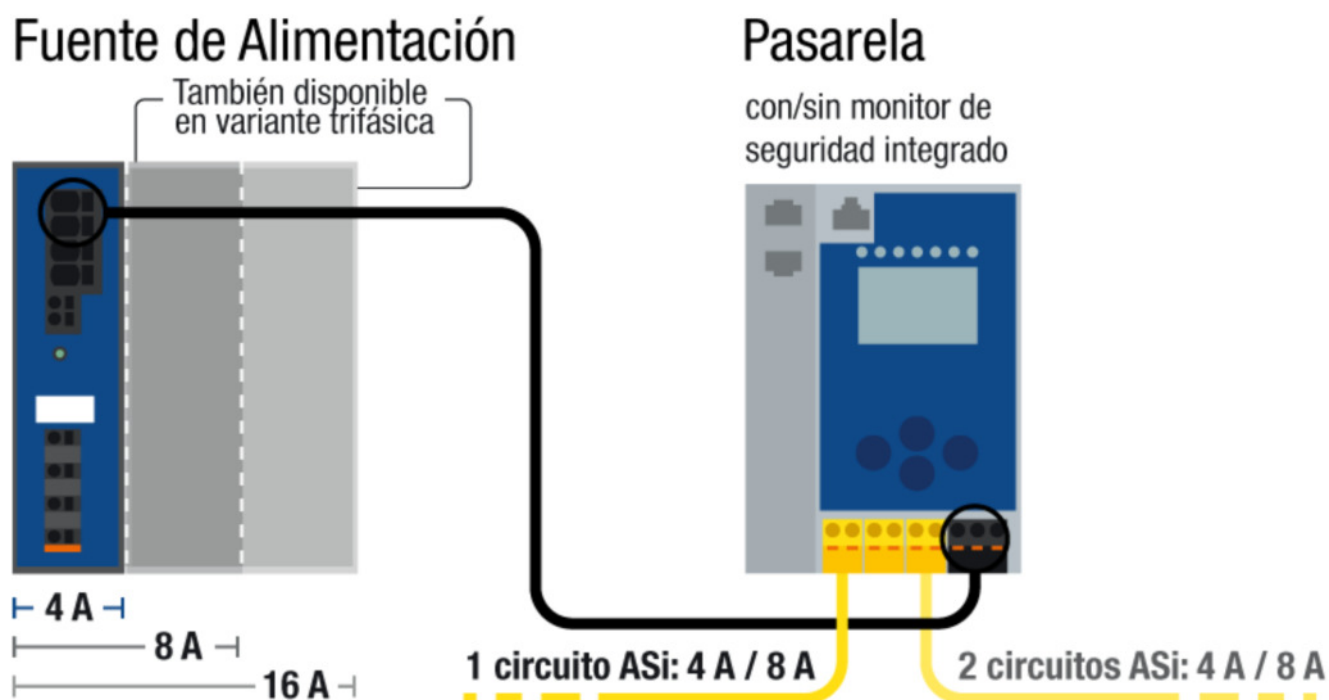 Fuente de Alimentación
También disponible
en variante trifásica
Pasarela
con/sin monitor de
seguridad integrado
4 A
8 A
16 A
1 circuito ASi: 4 A / 8 A
2 circuitos ASi: 4 A / 8 A